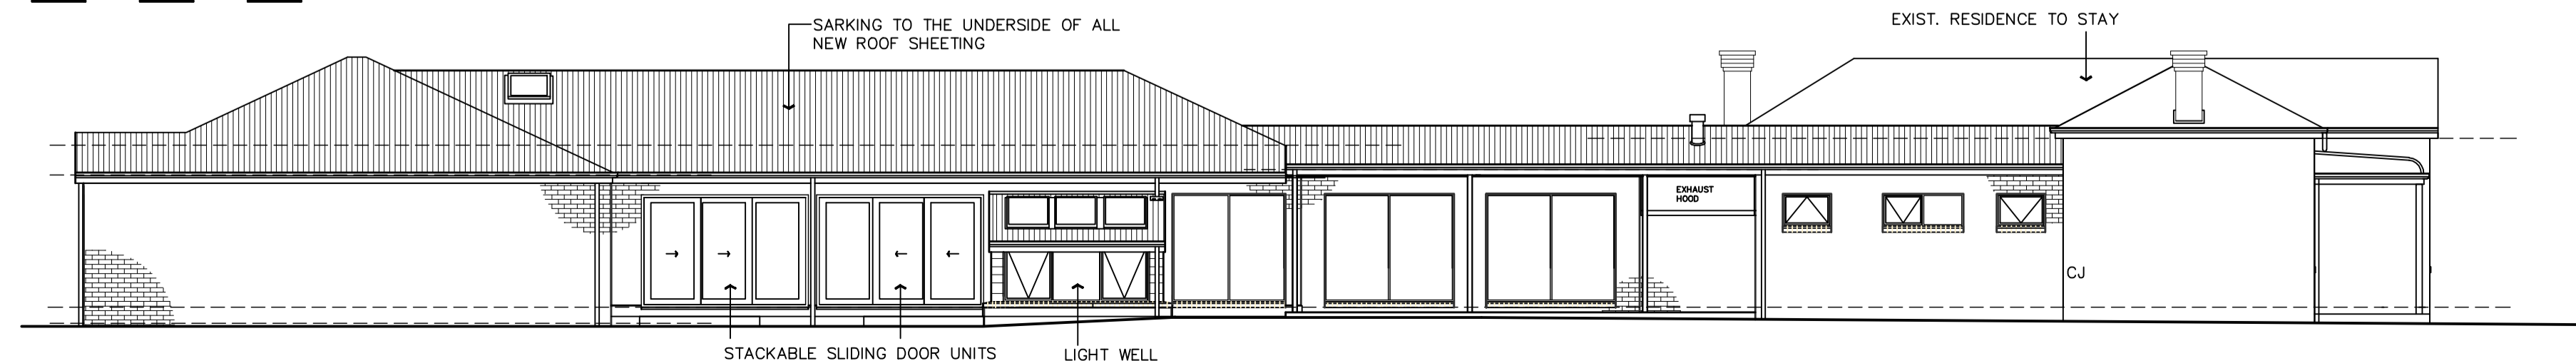 SARKING TO THE UNDERSIDE OF ALL
NEW ROOF SHEETING
EXIST. RESIDENCE TO STAY
EXHAUST
HOOD
CJ
STACKABLE SLIDING DOOR UNITS
LIGHT WELL